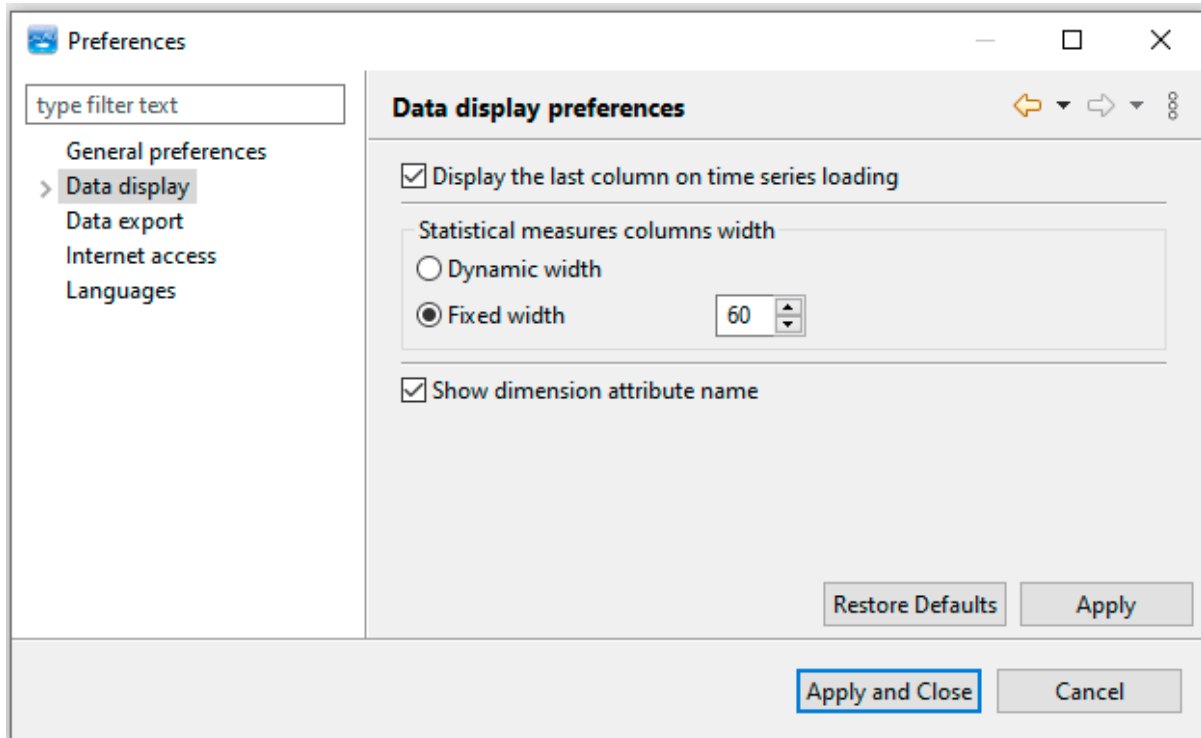 Preferences
type filter text
General preferences
Data display
Data export
Internet access
Languages
Data display preferences
Display the last column on time series loading
Statistical measures columns width
Dynamic width
Fixed width 60
Show dimension attribute name
Restore Defaults Apply
Apply and Close Cancel